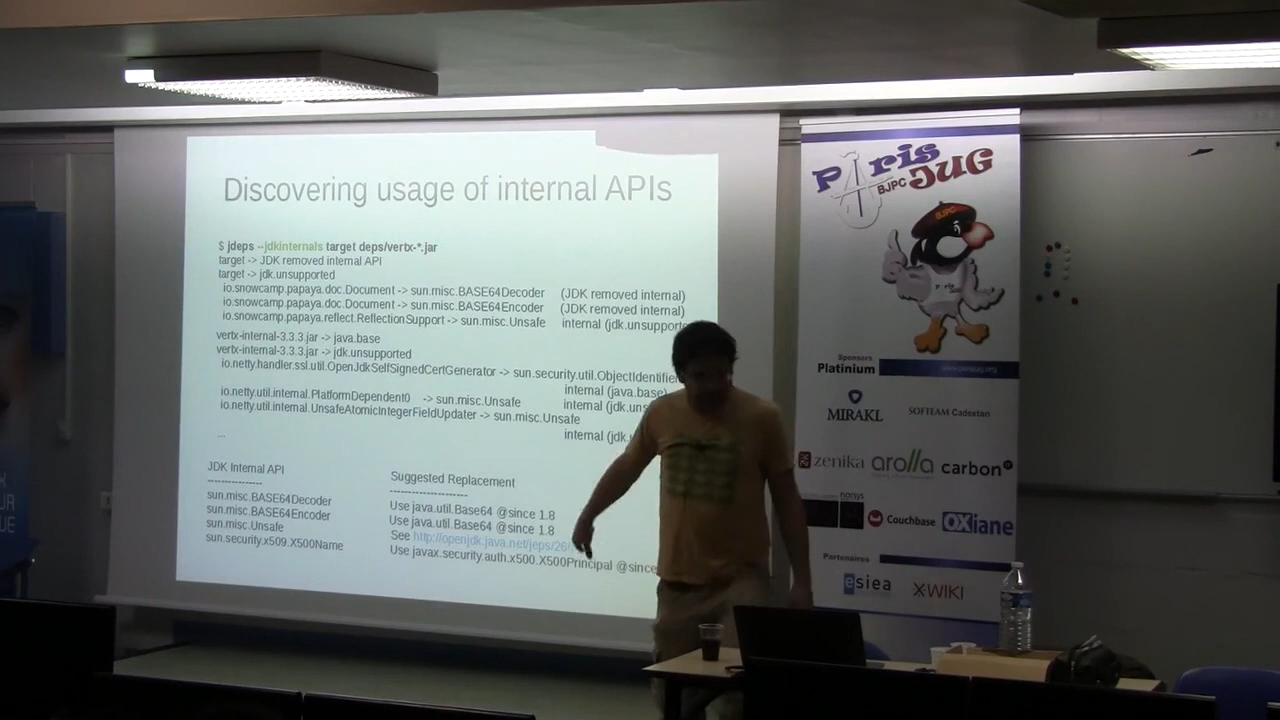 Discovering usage of internal APIs
$ jdeps --jdkinternals target deps/vertx-*.jar
target -> JDK removed internal API
target -> jdk.unsupported
io.snowcamp.papaya.doc.Document -> sun.misc.BASE64Decoder (JDK removed internal)
io.snowcamp.papaya.doc.Document -> sun.misc.BASE64Encoder (JDK removed internal)
io.snowcamp.papaya.reflect.ReflectionSupport -> sun.misc.Unsafe internal (jdk.unsupporte
vertx-internal-3.3.3.jar -> java.base
vertx-internal-3.3.3.jar -> jdk.unsupported
io.netty.handler.ssl.util.OpenJdkSelfSignedCertGenerator -> sun.security.util.ObjectIdentifie
internal (java.base)
io.netty.util.internal.PlatformDependent0 -> sun.misc.Unsafe internal (jdk.uns
io.netty.util.internal.UnsafeAtomicIntegerFieldUpdater -> sun.misc.Unsafe
internal (jdk.
...
JDK Internal API Suggested Replacement
---------------- ----------------------
sun.misc.BASE64Decoder Use java.util.Base64 @since 1.8
sun.misc.BASE64Encoder Use java.util.Base64 @since 1.8
sun.misc.Unsafe See http://openjdk.java.net/jeps/26
sun.security.x509.X500Name Use javax.security.auth.x500.X500Principal @since
Paris
BJPC JUG
BJPC
Paris
Sponsors
Platinium
www.parisjug.org
MIRAKL SOFTEAM Cadextan
zenika arolla carbon
Couchbase OXiane
Partenaires
esiea XWIKI